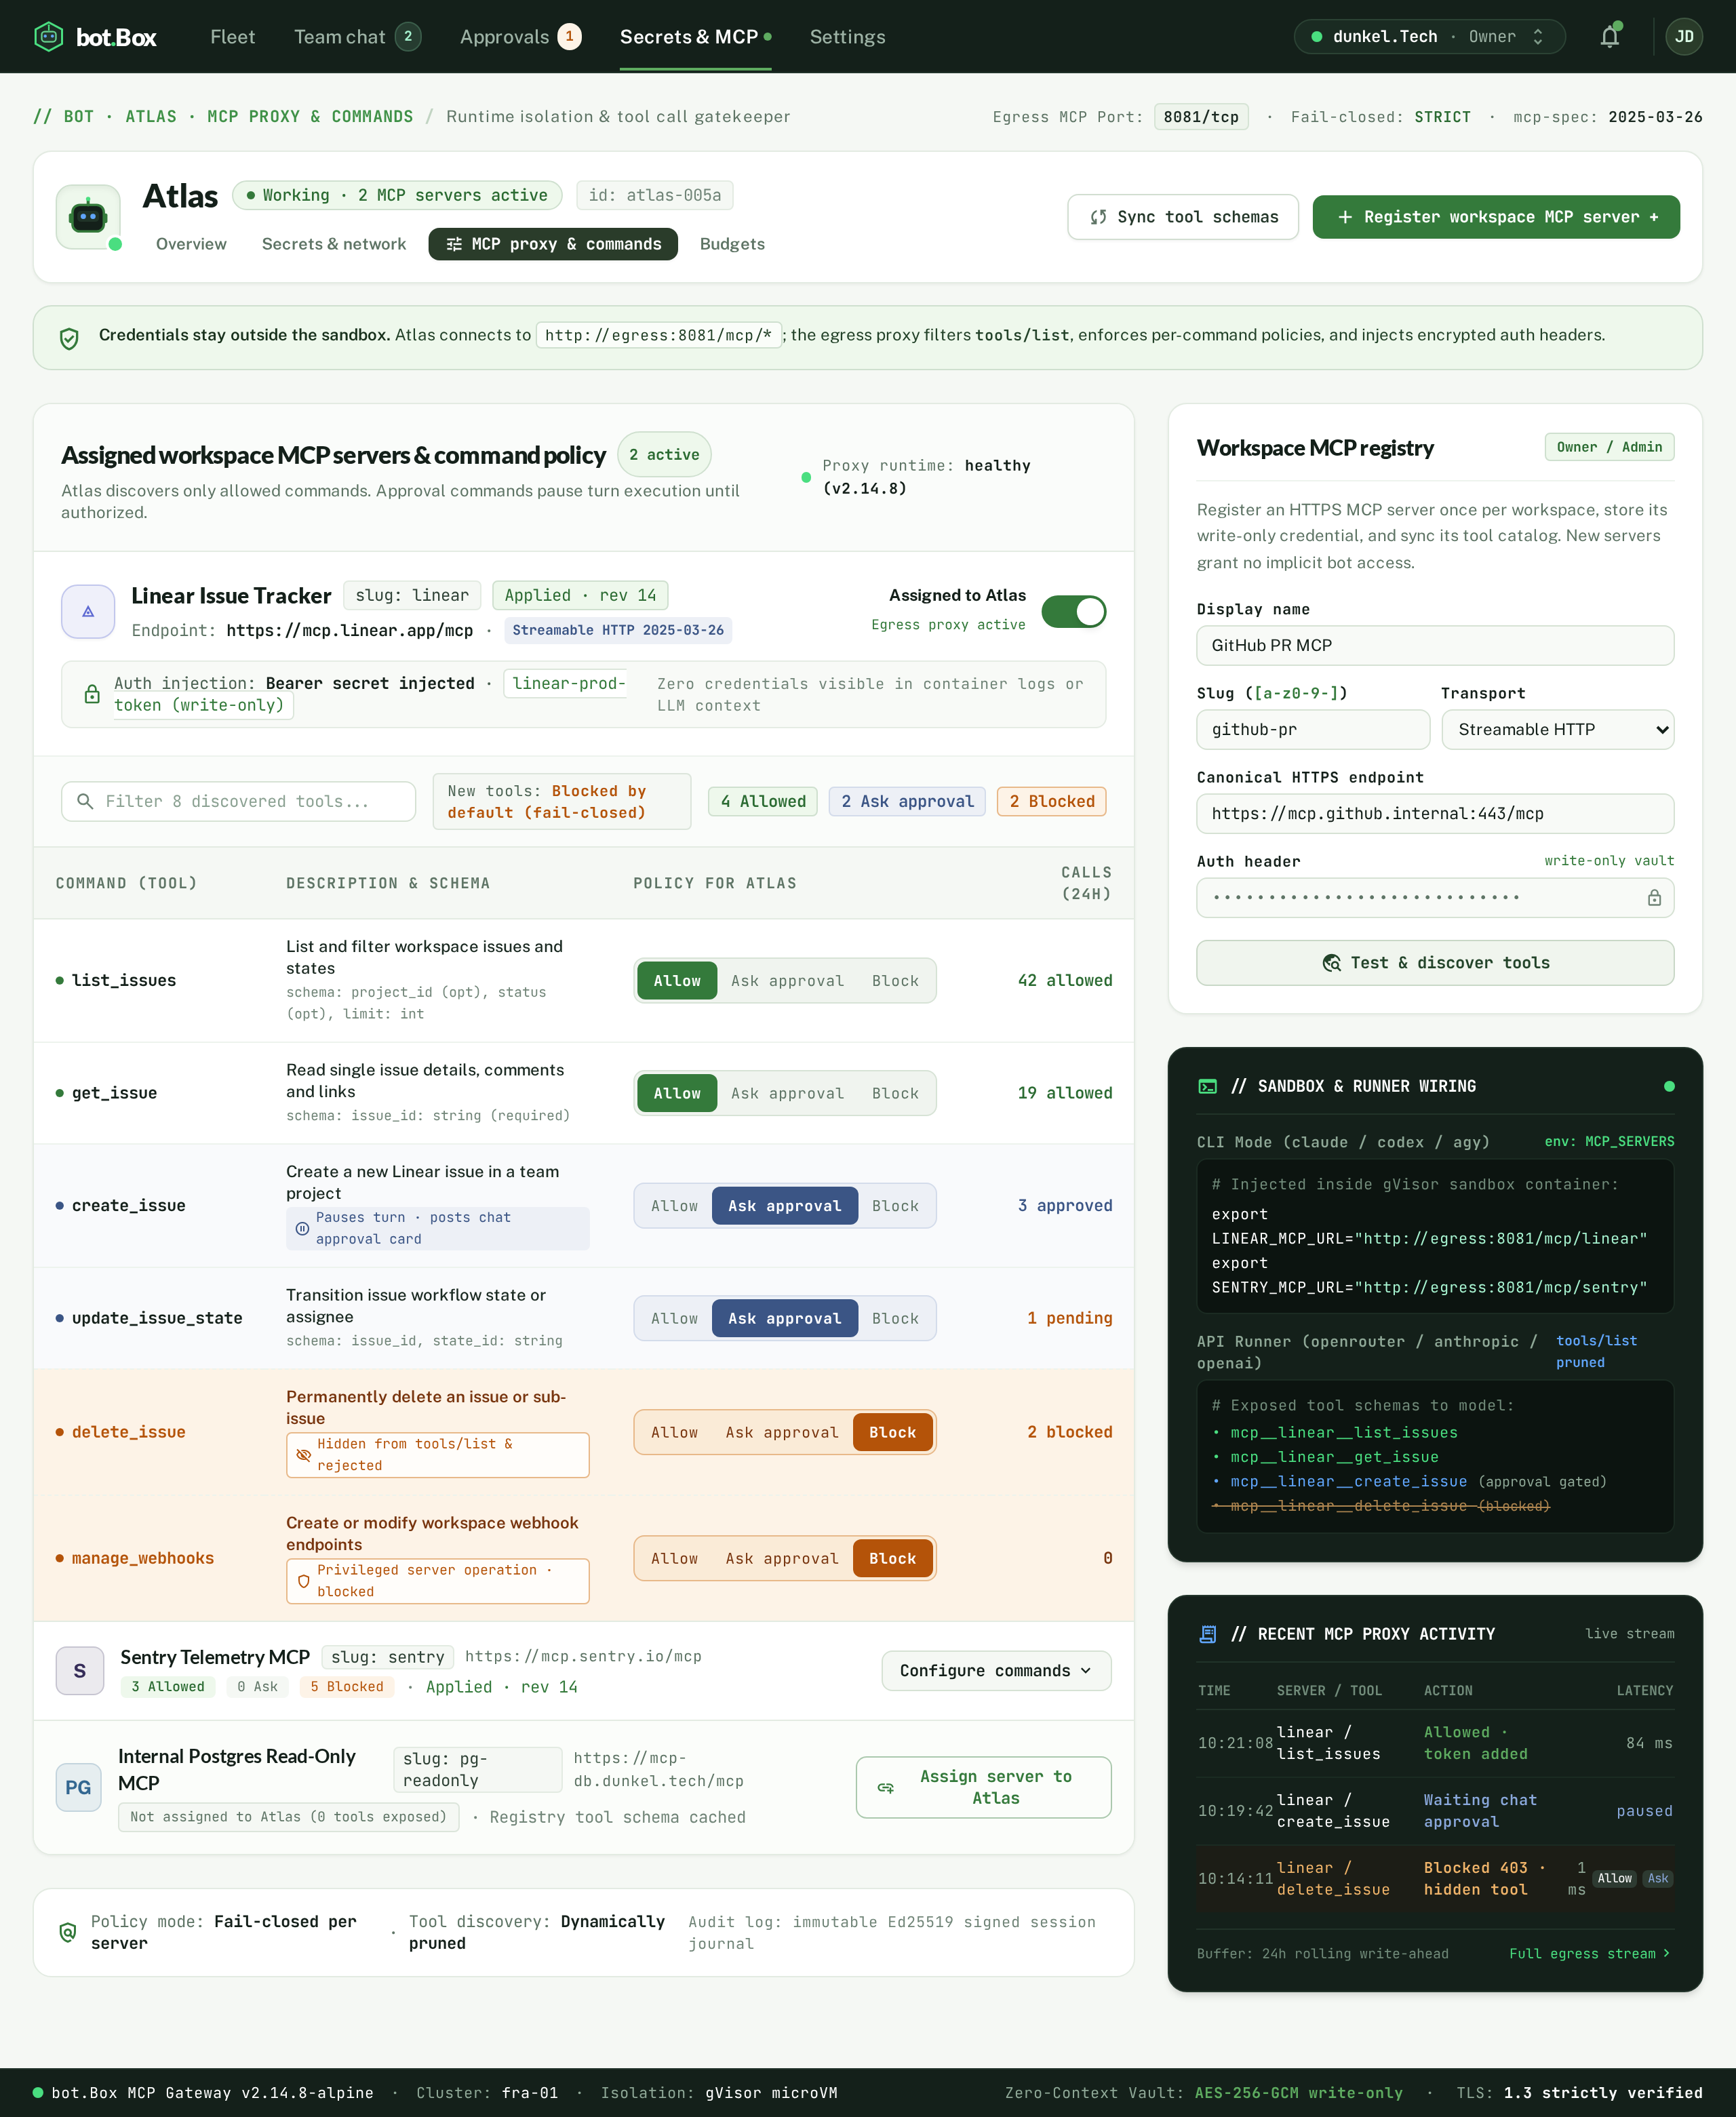 bot.Box
Fleet
Team chat 2
Approvals 1
Secrets & MCP
Settings
dunkel.Tech · Owner
JD
// BOT · ATLAS · MCP PROXY & COMMANDS / Runtime isolation & tool call gatekeeper
Egress MCP Port: 8081/tcp · Fail-closed: STRICT · mcp-spec: 2025-03-26
Atlas
Working · 2 MCP servers active
id: atlas-005a
Overview
Secrets & network
MCP proxy & commands
Budgets
Sync tool schemas
Register workspace MCP server +
Credentials stay outside the sandbox. Atlas connects to http://egress:8081/mcp/* ; the egress proxy filters tools/list, enforces per-command policies, and injects encrypted auth headers.
Assigned workspace MCP servers & command policy
2 active
Atlas discovers only allowed commands. Approval commands pause turn execution until
authorized.
Proxy runtime: healthy
(v2.14.8)
Linear Issue Tracker
slug: linear
Applied · rev 14
Endpoint: https://mcp.linear.app/mcp · Streamable HTTP 2025-03-26
Assigned to Atlas
Egress proxy active
Auth injection: Bearer secret injected · linear-prod-
token (write-only)
Zero credentials visible in container logs or
LLM context
Filter 8 discovered tools...
New tools: Blocked by
default (fail-closed)
4 Allowed
2 Ask approval
2 Blocked
COMMAND (TOOL)
DESCRIPTION & SCHEMA
POLICY FOR ATLAS
CALLS
(24H)
list_issues
List and filter workspace issues and
states
schema: project_id (opt), status
(opt), limit: int
Allow Ask approval Block
42 allowed
get_issue
Read single issue details, comments
and links
schema: issue_id: string (required)
Allow Ask approval Block
19 allowed
create_issue
Create a new Linear issue in a team
project
Pauses turn · posts chat
approval card
Allow Ask approval Block
3 approved
update_issue_state
Transition issue workflow state or
assignee
schema: issue_id, state_id: string
Allow Ask approval Block
1 pending
delete_issue
Permanently delete an issue or sub-
issue
Hidden from tools/list &
rejected
Allow Ask approval Block
2 blocked
manage_webhooks
Create or modify workspace webhook
endpoints
Privileged server operation ·
blocked
Allow Ask approval Block
0
S
Sentry Telemetry MCP
slug: sentry
https://mcp.sentry.io/mcp
3 Allowed
0 Ask
5 Blocked
· Applied · rev 14
Configure commands
PG
Internal Postgres Read-Only
MCP
slug: pg-
readonly
https://mcp-
db.dunkel.tech/mcp
Not assigned to Atlas (0 tools exposed)
· Registry tool schema cached
Assign server to
Atlas
Policy mode: Fail-closed per
server
·
Tool discovery: Dynamically
pruned
Audit log: immutable Ed25519 signed session
journal
Workspace MCP registry
Owner / Admin
Register an HTTPS MCP server once per workspace, store its
write-only credential, and sync its tool catalog. New servers
grant no implicit bot access.
Display name
GitHub PR MCP
Slug ([a-z0-9-])
Transport
github-pr
Streamable HTTP
Canonical HTTPS endpoint
https://mcp.github.internal:443/mcp
Auth header
write-only vault
••••••••••••••••••••••••••••
Test & discover tools
// SANDBOX & RUNNER WIRING
CLI Mode (claude / codex / agy)
env: MCP_SERVERS
# Injected inside gVisor sandbox container:
export
LINEAR_MCP_URL="http://egress:8081/mcp/linear"
export
SENTRY_MCP_URL="http://egress:8081/mcp/sentry"
API Runner (openrouter / anthropic /
openai)
tools/list
pruned
# Exposed tool schemas to model:
• mcp__linear__list_issues
• mcp__linear__get_issue
• mcp__linear__create_issue (approval gated)
• mcp__linear__delete_issue (blocked)
// RECENT MCP PROXY ACTIVITY
live stream
TIME
SERVER / TOOL
ACTION
LATENCY
10:21:08
linear /
list_issues
Allowed ·
token added
84 ms
10:19:42
linear /
create_issue
Waiting chat
approval
paused
10:14:11
linear /
delete_issue
Blocked 403 ·
hidden tool
1
ms
Allow
Ask
Buffer: 24h rolling write-ahead
Full egress stream
bot.Box MCP Gateway v2.14.8-alpine · Cluster: fra-01 · Isolation: gVisor microVM
Zero-Context Vault: AES-256-GCM write-only · TLS: 1.3 strictly verified